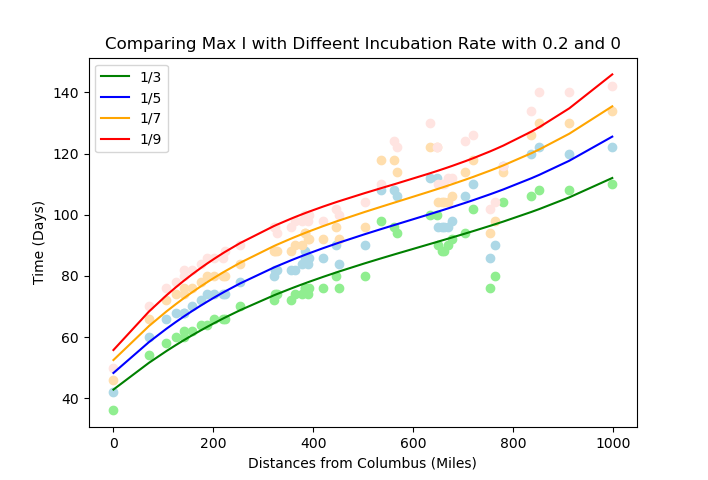 Comparing Max I with Diffeent Incubation Rate with 0.2 and 0
1/3
1/5
1/7
1/9
140
120
100
80
60
40
Time (Days)
0 200 400 600 800 1000
Distances from Columbus (Miles)